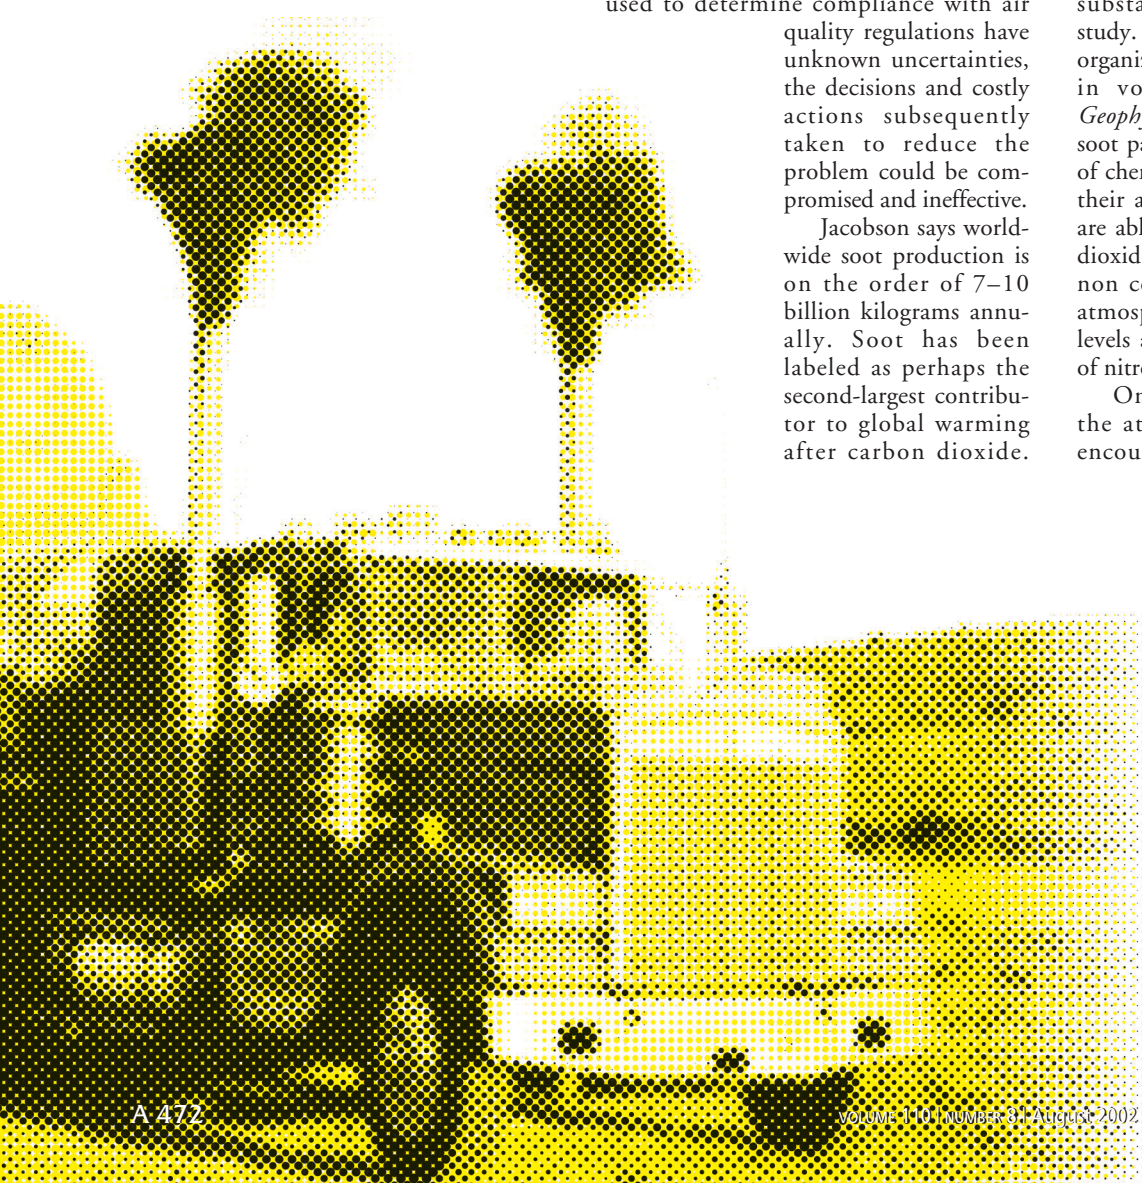 used to determine compliance with air
quality regulations have
unknown uncertainties,
the decisions and costly
actions subsequently
taken to reduce the
problem could be com-
promised and ineffective.
Jacobson says world-
wide soot production is
on the order of 7–10
billion kilograms annu-
ally. Soot has been
labeled as perhaps the
second-largest contribu-
tor to global warming
after carbon dioxide.
substa
study.
organiz
in vo
Geophy
soot pa
of cher
their a
are abl
dioxid
non co
atmosp
levels a
of nitro
On
the at
encou
A 472
VOLUME 110 | NUMBER 8 | August 2002